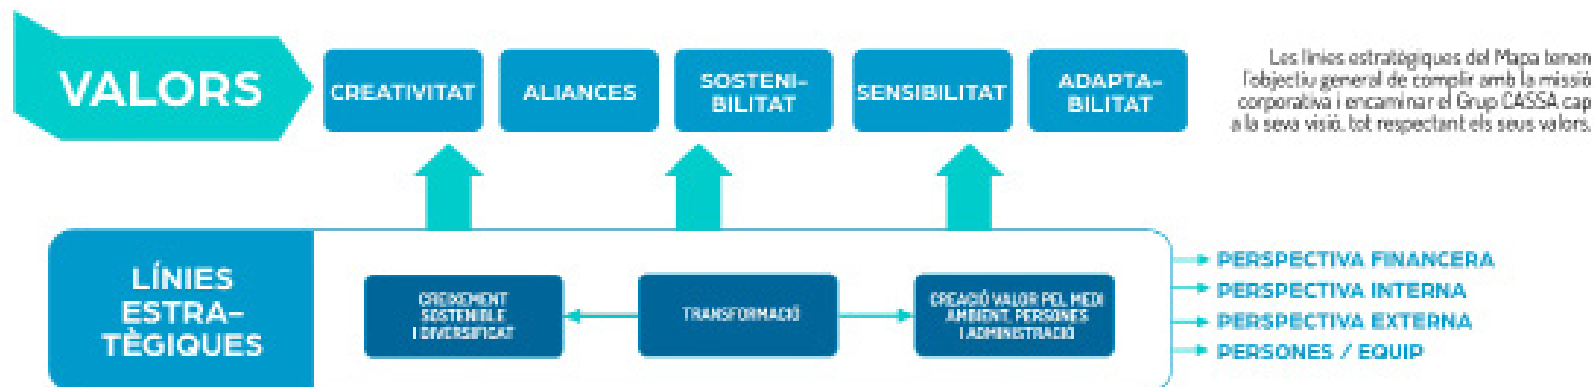 VALORS
CREATIVITAT
ALIANCES
SOSTENI-
BILITAT
SENSIBILITAT
ADAPTA-
BILITAT
Les línies estratègiques del Mapa tenen
l'objectiu general de complir amb la missió
corporativa i encaminar el Grup CASSA cap
a la seva visió, tot respectant els seus valors.
LÍNIES
ESTRA-
TÈGIQUES
CREIXEMENT
SOSTENIBLE
I DIVERSIFICAT
TRANSFORMACIÓ
CREACIÓ VALOR PEL MEDI
AMBIENT, PERSONES
I ADMINISTRACIÓ
PERSPECTIVA FINANCERA
PERSPECTIVA INTERNA
PERSPECTIVA EXTERNA
PERSONES / EQUIP